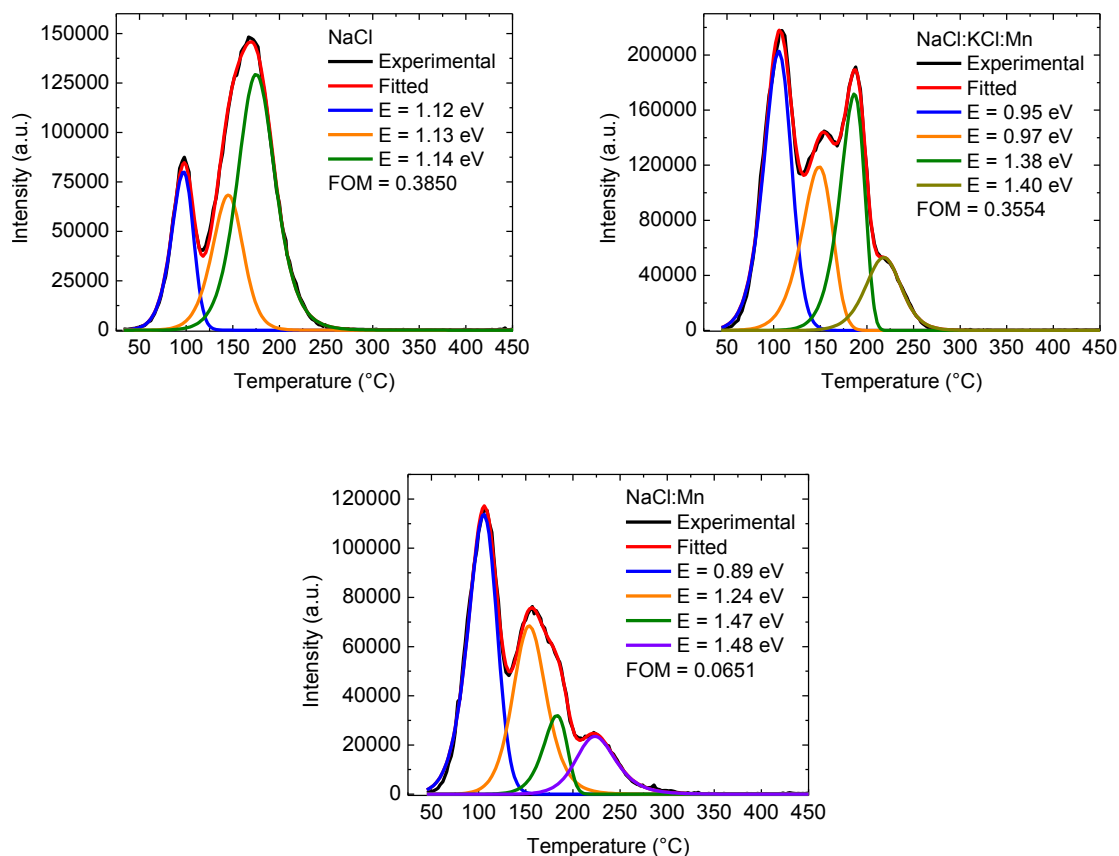 NaCl
Experimental
Fitted
E = 1.12 eV
E = 1.13 eV
E = 1.14 eV
FOM = 0.3850
150000
125000
100000
75000
50000
25000
0
Intensity (a.u.)
50 100 150 200 250 300 350 400 450
Temperature (°C)
NaCl:KCl:Mn
Experimental
Fitted
E = 0.95 eV
E = 0.97 eV
E = 1.38 eV
E = 1.40 eV
FOM = 0.3554
200000
160000
120000
80000
40000
0
Intensity (a.u.)
50 100 150 200 250 300 350 400 450
Temperature (°C)
NaCl:Mn
Experimental
Fitted
E = 0.89 eV
E = 1.24 eV
E = 1.47 eV
E = 1.48 eV
FOM = 0.0651
120000
100000
80000
60000
40000
20000
0
Intensity (a.u.)
50 100 150 200 250 300 350 400 450
Temperature (°C)